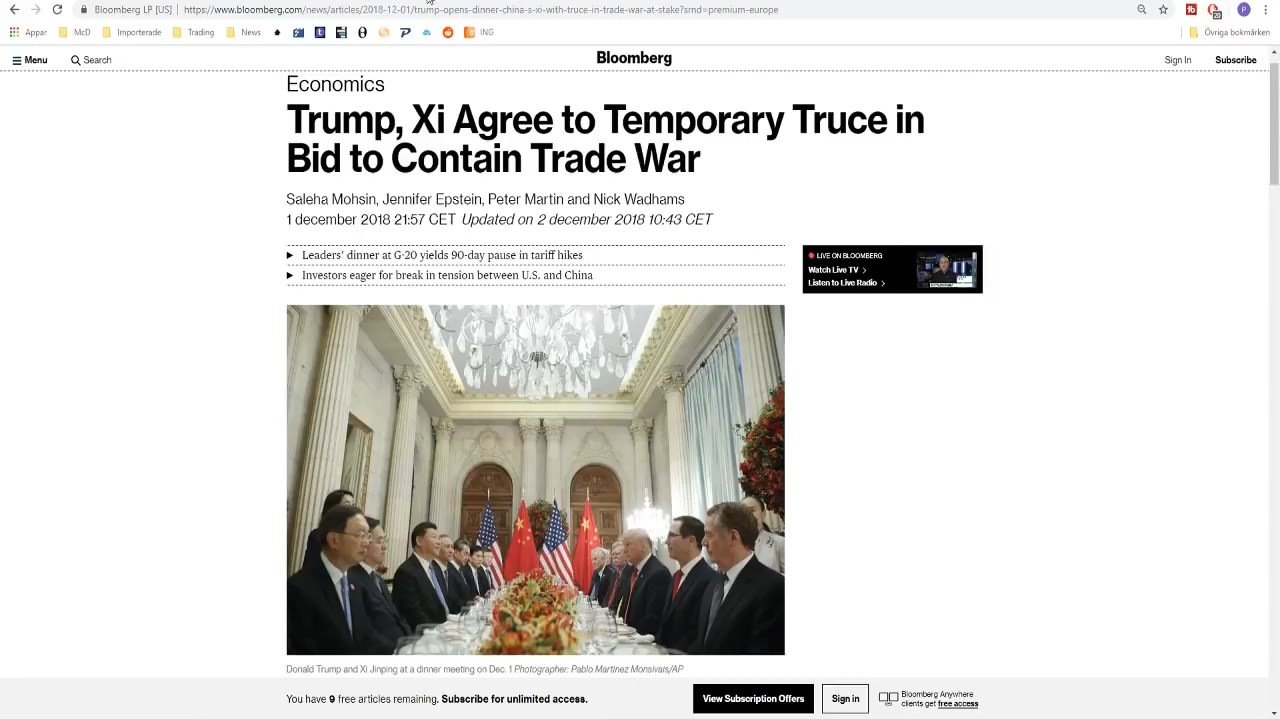 Bloomberg LP [US]
https://www.bloomberg.com/news/articles/2018-12-01/trump-opens-dinner-china-s-xi-with-truce-in-trade-war-at-stake?srnd=premium-europe
20
P
Appar
McD
Importerade
Trading
News
ING
Övriga bokmärken
Menu
Search
Bloomberg
Sign In
Subscribe
Economics
Trump, Xi Agree to Temporary Truce in
Bid to Contain Trade War
Saleha Mohsin, Jennifer Epstein, Peter Martin and Nick Wadhams
1 december 2018 21:57 CET Updated on 2 december 2018 10:43 CET
Leaders' dinner at G-20 yields 90-day pause in tariff hikes
Investors eager for break in tension between U.S. and China
LIVE ON BLOOMBERG
Watch Live TV
Listen to Live Radio
Donald Trump and Xi Jinping at a dinner meeting on Dec. 1 Photographer: Pablo Martinez Monsivais/AP
You have 9 free articles remaining. Subscribe for unlimited access.
View Subscription Offers
Sign in
Bloomberg Anywhere
clients get free access